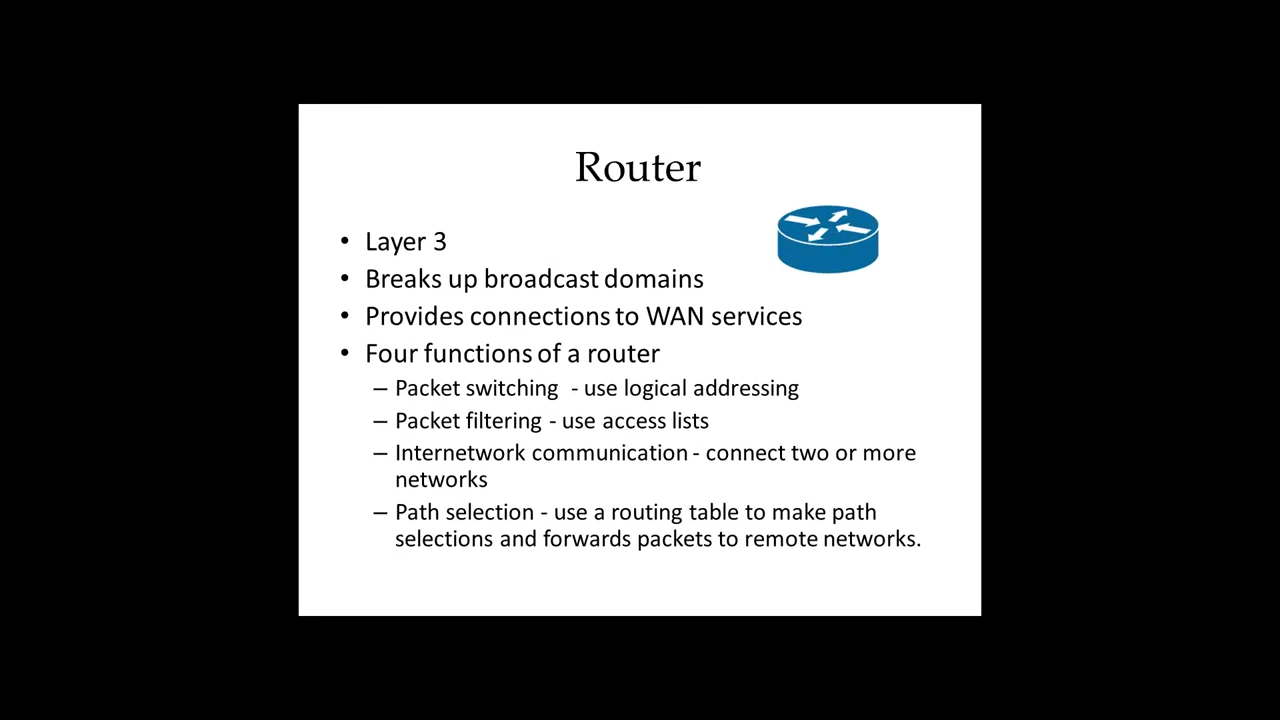 Router
• Layer 3
• Breaks up broadcast domains
• Provides connections to WAN services
• Four functions of a router
– Packet switching - use logical addressing
– Packet filtering - use access lists
– Internetwork communication - connect two or more
networks
– Path selection - use a routing table to make path
selections and forwards packets to remote networks.